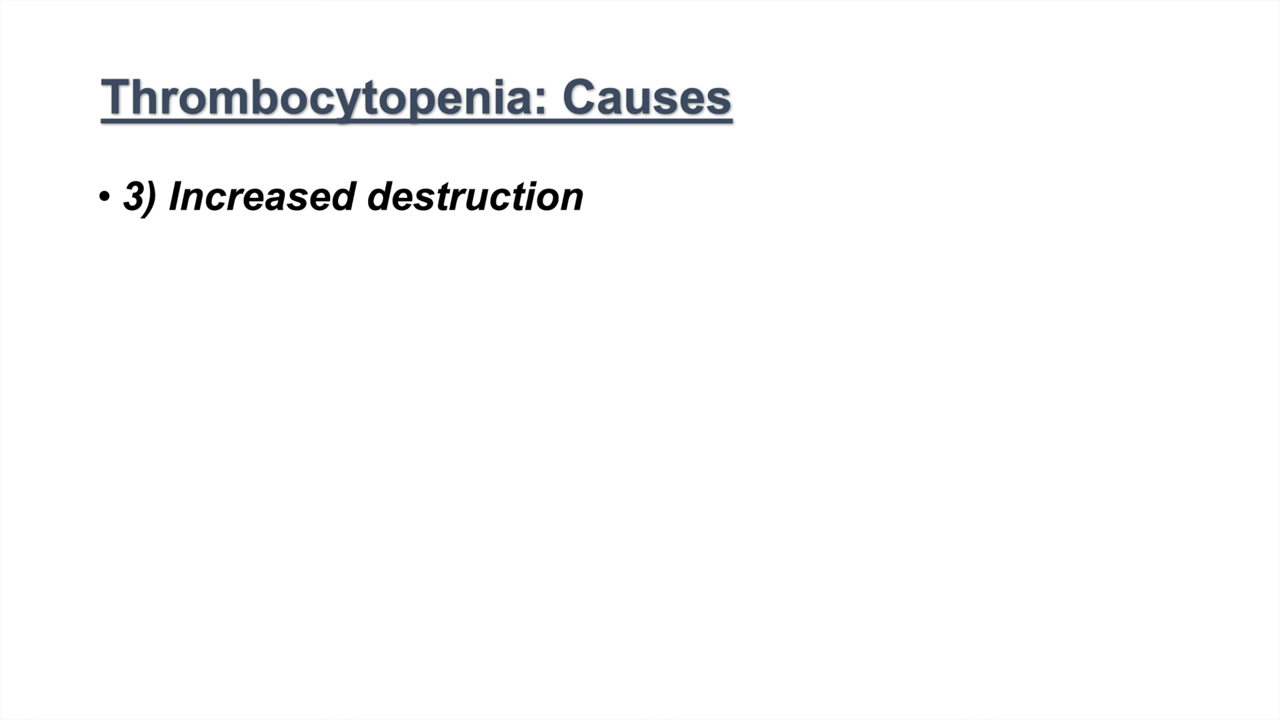 Thrombocytopenia: Causes
• 3) Increased destruction